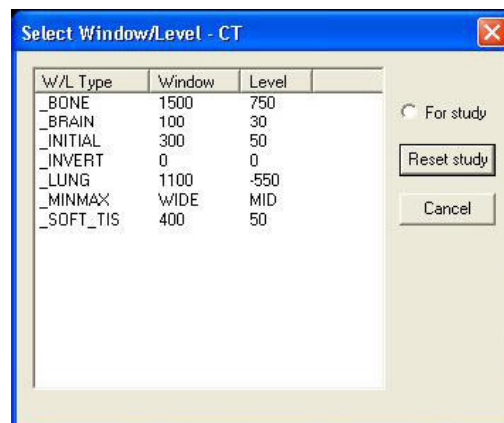 Select Window/Level - CT
W/L Type Window Level
_BONE 1500 750
_BRAIN 100 30
_INITIAL 300 50
_INVERT 0 0
_LUNG 1100 -550
_MINMAX WIDE MID
_SOFT_TIS 400 50
For study
Reset study
Cancel